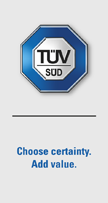 TÜV
SÜD
Choose certainty.
Add value.